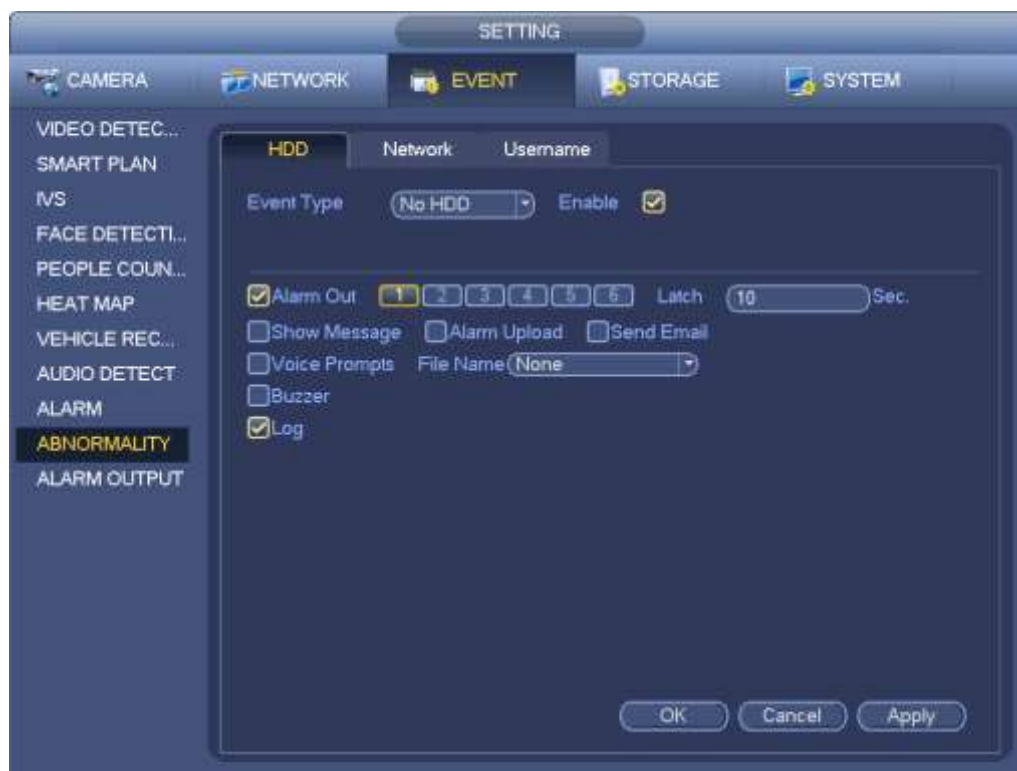 SETTING
CAMERA NETWORK EVENT STORAGE SYSTEM
VIDEO DETEC...
SMART PLAN
IVS
FACE DETECTI...
PEOPLE COUN...
HEAT MAP
VEHICLE REC...
AUDIO DETECT
ALARM
ABNORMALITY
ALARM OUTPUT
HDD Network Username
Event Type No HDD Enable
Alarm Out 1 2 3 4 5 6 Latch 10 Sec.
Show Message Alarm Upload Send Email
Voice Prompts File Name None
Buzzer
Log
OK Cancel Apply